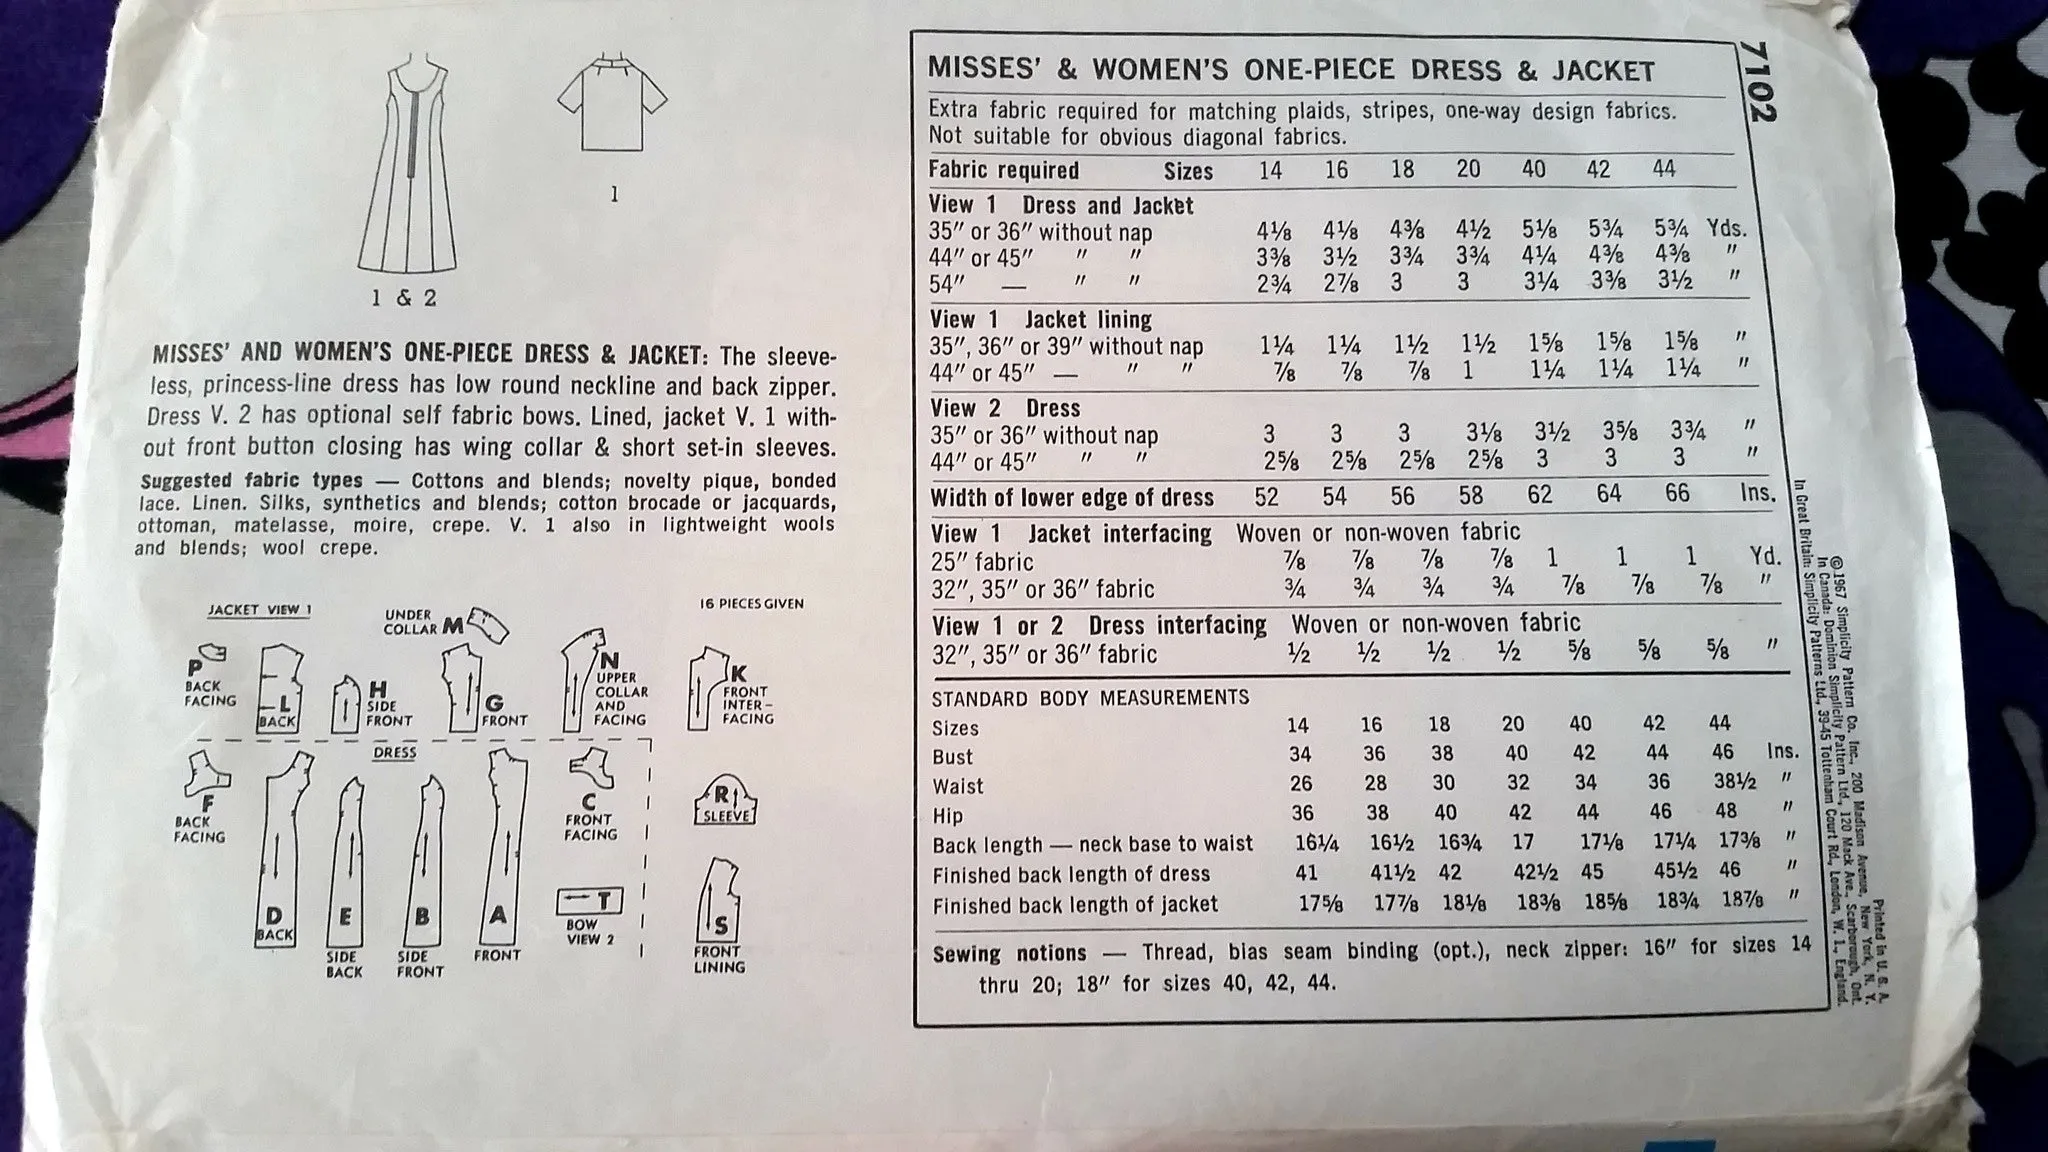 1 & 2
1
MISSES' AND WOMEN'S ONE-PIECE DRESS & JACKET: The sleeve-
less, princess-line dress has low round neckline and back zipper.
Dress V. 2 has optional self fabric bows. Lined, jacket V. 1 with-
out front button closing has wing collar & short set-in sleeves.
Suggested fabric types — Cottons and blends; novelty pique, bonded
lace. Linen. Silks, synthetics and blends; cotton brocade or jacquards,
ottoman, matelasse, moire, crepe. V. 1 also in lightweight wools
and blends; wool crepe.
JACKET VIEW 1
16 PIECES GIVEN
UNDER
COLLAR M
P
BACK
FACING
L
BACK
H
SIDE
FRONT
G
FRONT
N
UPPER
COLLAR
AND
FACING
K
FRONT
INTER-
FACING
DRESS
F
BACK
FACING
D
BACK
E
SIDE
BACK
B
SIDE
FRONT
A
FRONT
C
FRONT
FACING
T
BOW
VIEW 2
R
SLEEVE
S
FRONT
LINING
7102
MISSES' & WOMEN'S ONE-PIECE DRESS & JACKET
Extra fabric required for matching plaids, stripes, one-way design fabrics.
Not suitable for obvious diagonal fabrics.
Fabric required Sizes 14 16 18 20 40 42 44
View 1 Dress and Jacket
35" or 36" without nap 4⅛ 4⅛ 4⅜ 4½ 5⅛ 5¾ 5¾ Yds.
44" or 45" " " 3⅜ 3½ 3¾ 3¾ 4¼ 4⅜ 4⅜ "
54" — " " 2¾ 2⅞ 3 3 3¼ 3⅜ 3½ "
View 1 Jacket lining
35", 36" or 39" without nap 1¼ 1¼ 1½ 1½ 1⅝ 1⅝ 1⅝ "
44" or 45" — " " ⅞ ⅞ ⅞ 1 1¼ 1¼ 1¼ "
View 2 Dress
35" or 36" without nap 3 3 3 3⅛ 3½ 3⅝ 3¾ "
44" or 45" " " 2⅝ 2⅝ 2⅝ 2⅝ 3 3 3 "
Width of lower edge of dress 52 54 56 58 62 64 66 Ins.
View 1 Jacket interfacing Woven or non-woven fabric
25" fabric ⅞ ⅞ ⅞ ⅞ 1 1 1 Yd.
32", 35" or 36" fabric ¾ ¾ ¾ ¾ ⅞ ⅞ ⅞ "
View 1 or 2 Dress interfacing Woven or non-woven fabric
32", 35" or 36" fabric ½ ½ ½ ½ ⅝ ⅝ ⅝ "
STANDARD BODY MEASUREMENTS
Sizes 14 16 18 20 40 42 44
Bust 34 36 38 40 42 44 46 Ins.
Waist 26 28 30 32 34 36 38½ "
Hip 36 38 40 42 44 46 48 "
Back length — neck base to waist 16¼ 16½ 16¾ 17 17⅛ 17¼ 17⅜ "
Finished back length of dress 41 41½ 42 42½ 45 45½ 46 "
Finished back length of jacket 17⅝ 17⅞ 18⅛ 18⅜ 18⅝ 18¾ 18⅞ "
Sewing notions — Thread, bias seam binding (opt.), neck zipper: 16" for sizes 14
thru 20; 18" for sizes 40, 42, 44.
Printed in U. S. A.
©1967 Simplicity Pattern Co. Inc., 200 Madison Avenue, New York, N. Y.
In Canada: Dominion Simplicity Pattern Ltd., 120 Mack Ave., Scarborough, Ont.
In Great Britain: Simplicity Patterns Ltd., 39-45 Tottenham Court Rd., London, W. 1., England.